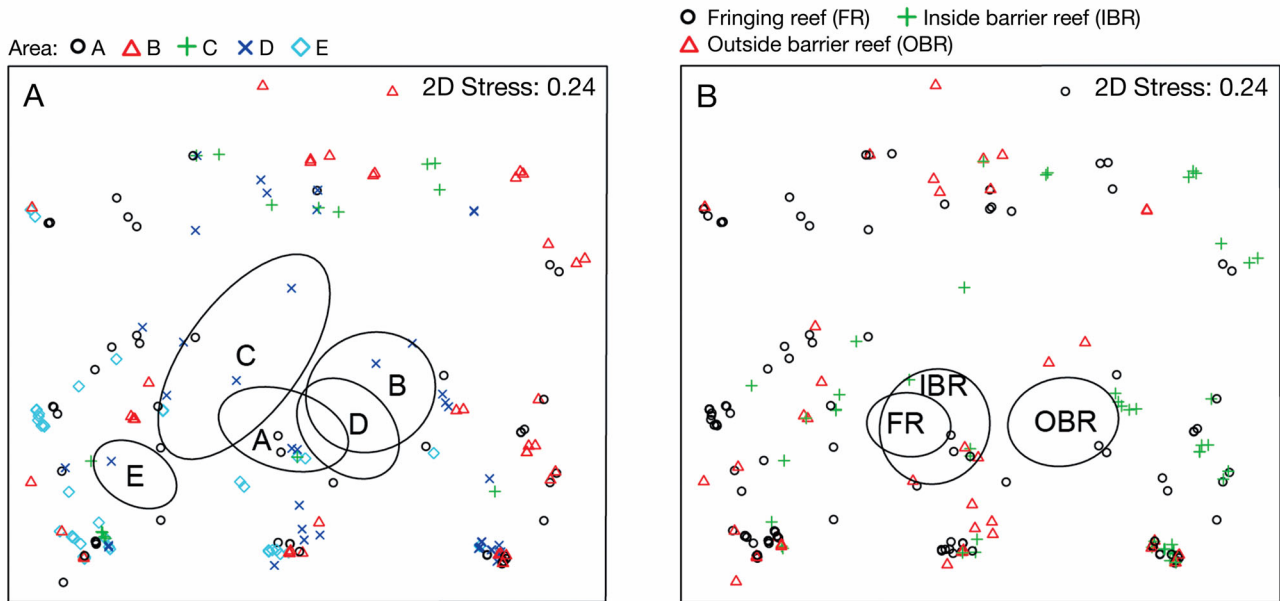 Area: A B C D E
Fringing reef (FR) Inside barrier reef (IBR)
Outside barrier reef (OBR)
A 2D Stress: 0.24
C
B
A
D
E
B 2D Stress: 0.24
IBR
FR
OBR